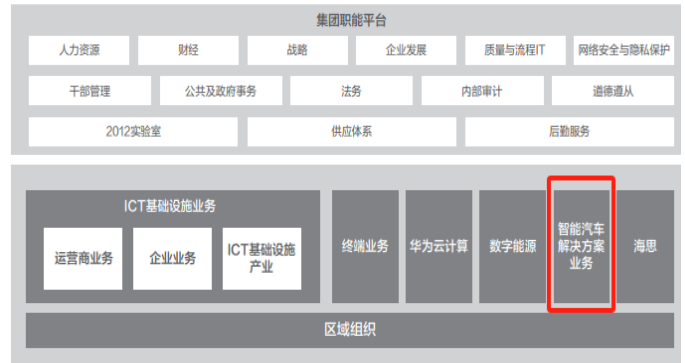 集团职能平台
人力资源
财经
战略
企业发展
质量与流程IT
网络安全与隐私保护
干部管理
公共及政府事务
法务
内部审计
道德遵从
2012实验室
供应体系
后勤服务
ICT基础设施业务
运营商业务
企业业务
ICT基础设施
产业
终端业务
华为云计算
数字能源
智能汽车
解决方案
业务
海思
区域组织